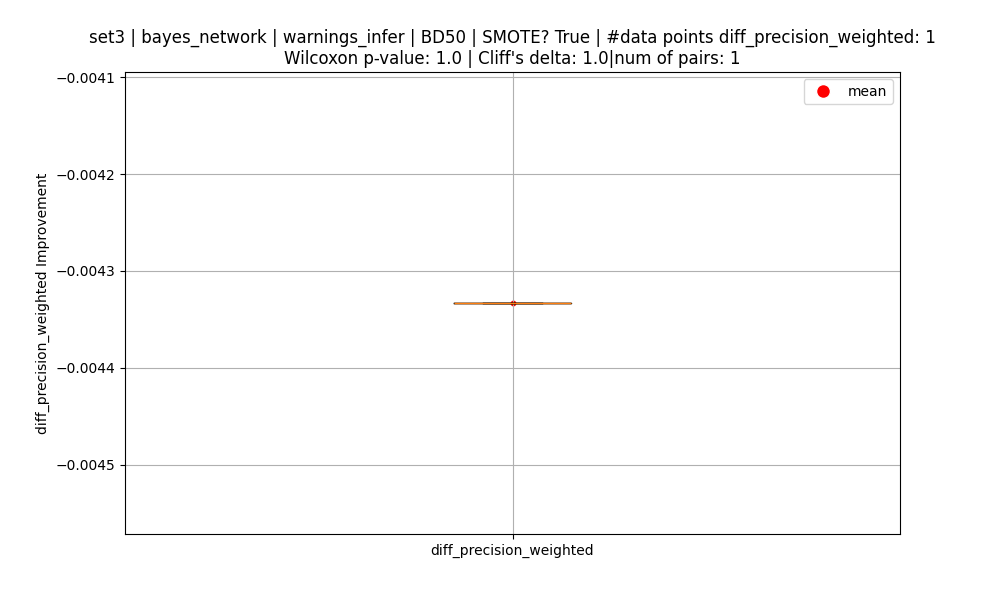 set3 | bayes_network | warnings_infer | BD50 | SMOTE? True | #data points diff_precision_weighted: 1
Wilcoxon p-value: 1.0 | Cliff's delta: 1.0|num of pairs: 1
−0.0041
mean
−0.0042
−0.0043
−0.0044
−0.0045
diff_precision_weighted Improvement
diff_precision_weighted